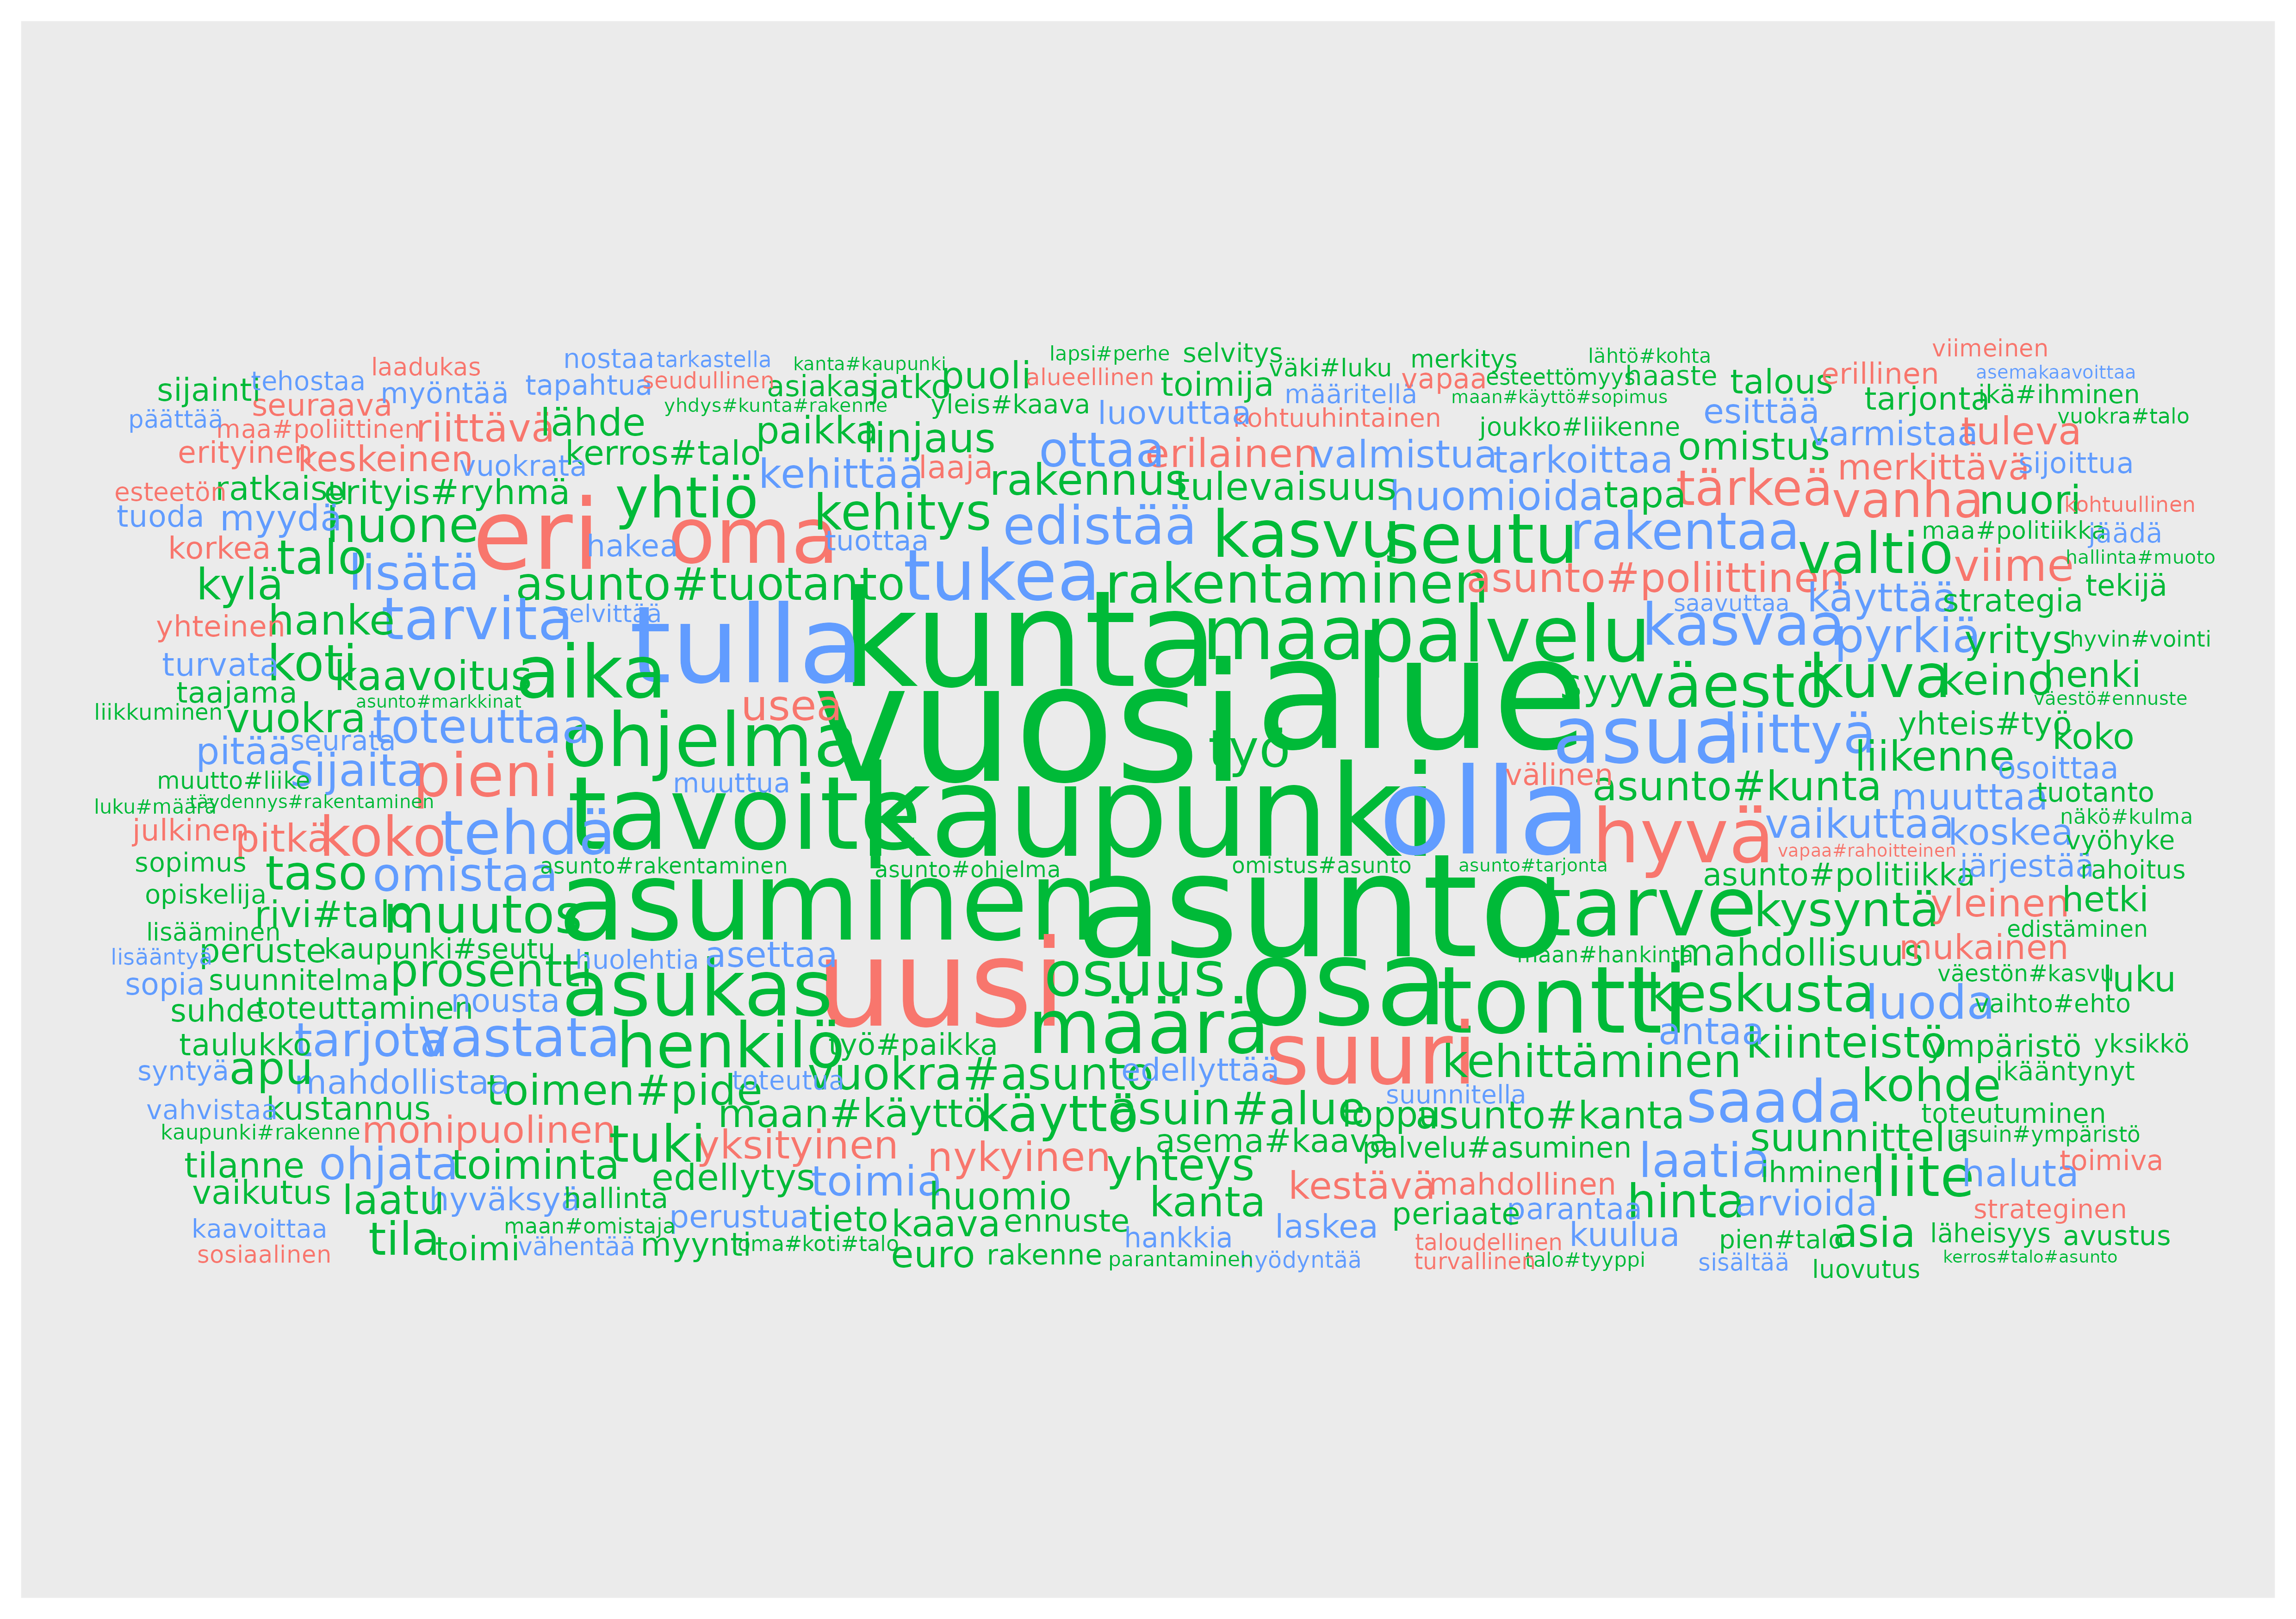 viimeinen
laadukas nostaa tarkastella kanta#kaupunki lapsi#perhe selvitys väki#luku merkitys lähtö#kohta
sijainti tehostaa myöntää tapahtua seudullinen asiakas jatko puoli alueellinen toimija määritellä vapaa esteettömyys haaste talous erillinen asemakaavoittaa
päättää seuraava yhdys#kunta#rakenne yleis#kaava luovuttaa kohtuuhintainen maan#käyttö#sopimus esittää tarjonta ikä#ihminen vuokra#talo
maa#poliittinen riittävä lähde paikka linjaus joukko#liikenne varmistaa tuleva
erityinen keskeinen vuokrata kerros#talo kehittää laaja ottaa erilainen valmistua tarkoittaa omistus merkittävä sijoittua
esteetön ratkaisu erityis#ryhmä yhtiö rakennus tulevaisuus huomioida tapa tärkeä vanha nuori kohtuullinen
tuoda myydä huone eri oma kehitys edistää kasvu seutu rakentaa maa#politiikka jäädä
korkea talo lisätä hakea tuottaa valtio viime hallinta#muoto
kylä asunto#tuotanto tukea rakentaminen asunto#poliittinen käyttää strategia tekijä
yhteinen hanke tarvita selvittää tulla kunta maa palvelu saavuttaa kasvaa pyrkiä yritys hyvin#vointi
turvata koti kaavoitus aika alue syy väestö kuva keino henki
taajama asunto#markkinat usea vuosi väestö#ennuste
liikkuminen vuokra toteuttaa ohjelma työ asua liittyä yhteis#työ koko
pitää seurata sijaita pieni muuttua välinen liikenne osoittaa
muutto#liike asunto#kunta muuttaa tuotanto
luku#määrä täydennys#rakentaminen tavoite kaupunki olla hyvä vaikuttaa koskea näkö#kulma
julkinen pitkä koko tehdä vapaa#rahoitteinen vyöhyke
sopimus taso omistaa asunto#rakentaminen asunto#ohjelma omistus#asunto asunto#tarjonta asunto#politiikka järjestää rahoitus
opiskelija rivi#talo muutos asuminen asunto tarve kysyntä yleinen hetki
lisääminen edistäminen
lisääntyä peruste kaupunki#seutu huolehtia asettaa maan#hankinta mahdollisuus mukainen
sopia suunnitelma prosentti asukas uusi osuus osa tontti keskusta väestön#kasvu luku
suhde toteuttaminen nousta luoda vaihto#ehto
taulukko tarjota vastata henkilö työ#paikka määrä suuri antaa kiinteistö ympäristö yksikkö
syntyä apu mahdollistaa toimen#pide toteutua vuokra#asunto edellyttää kehittäminen kohde ikääntynyt
vahvistaa kustannus maan#käyttö käyttö asuin#alue loppu suunnitella asunto#kanta saada toteutuminen
kaupunki#rakenne monipuolinen tuki yksityinen asema#kaava palvelu#asuminen suunnittelu asuin#ympäristö
tilanne ohjata toiminta nykyinen yhteys laatia ihminen liite haluta toimiva
vaikutus laatu hyväksyä hallinta edellytys toimia huomio kanta kestävä mahdollinen hinta arvioida
kaavoittaa maan#omistaja perustua tieto kaava ennuste hankkia laskea periaate parantaa kuulua strateginen
sosiaalinen tila toimi vähentää myynti oma#koti#talo euro rakenne parantaminen hyödyntää taloudellinen pien#talo asia läheisyys avustus
turvallinen talo#tyyppi sisältää luovutus kerros#talo#asunto